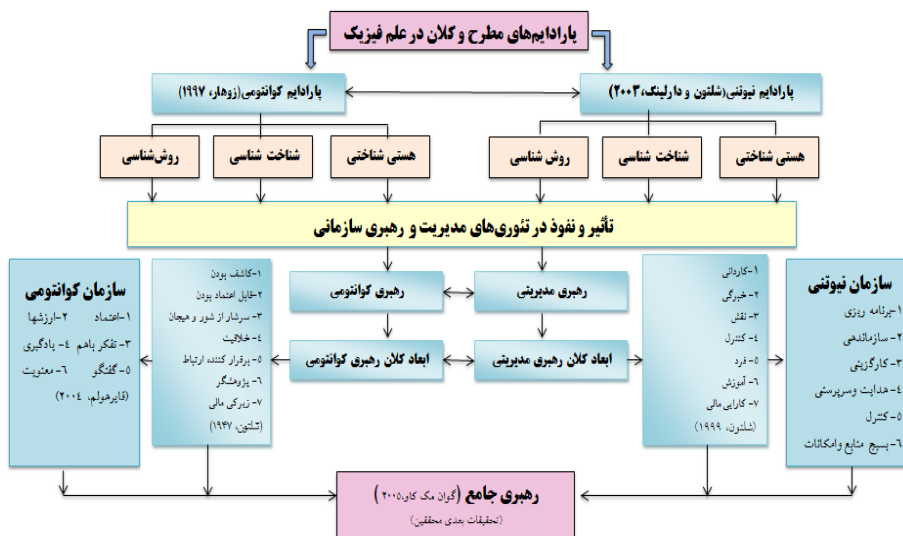 پارادایم‌های مطرح و کلان در علم فیزیک
پارادایم نیوتنی(شلتون و دارلینگ، ۲۰۰۳)
پارادایم کوانتومی(زوهار، ۱۹۹۷)
هستی شناختی
شناخت شناسی
روش‌شناسی
هستی شناختی
شناخت شناسی
روش‌شناسی
تأثیر و نفوذ در تئوری‌های مدیریت و رهبری سازمانی
سازمان نیوتنی
۱-برنامه ریزی
۲- سازماندهی
۳- کارگزینی
۴- هدایت وسرپرستی
۵- کنترل
۶- بسیج منابع وامکانات
۱-کاردانی
۲- خبرگی
۳- نقش
۴- کنترل
۵- فرد
۶- آموزش
۷- کارایی مالی
(شلتون، ۱۹۹۹)
رهبری مدیریتی
رهبری کوانتومی
ابعاد کلان رهبری مدیریتی
ابعاد کلان رهبری کوانتومی
۱-کاشف بودن
۲-قابل اعتماد بودن
۳- سرشار از شور و هیجان
۴- خلاقیت
۵- برقرار کننده ارتباط
۶- پژوهشگر
۷- زیرکی مالی
(شلتون، ۱۹۴۷)
سازمان کوانتومی
۱-اعتماد ۲-ارزشها
۳- تفکر باهم ۴- یادگیری
۵- گفتگو ۶- معنویت
(فایرهولم، ۲۰۰۴)
رهبری جامع (گوان مک کاو،۲۰۰۵)
(تحقیقات بعدی محققین)